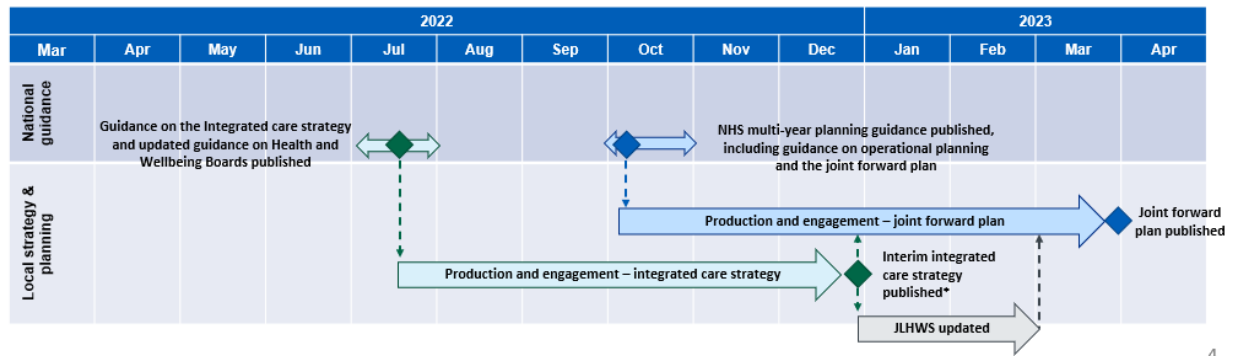 2022 2023
Mar Apr May Jun Jul Aug Sep Oct Nov Dec Jan Feb Mar Apr
National
guidance
Guidance on the Integrated care strategy
and updated guidance on Health and
Wellbeing Boards published
NHS multi-year planning guidance published,
including guidance on operational planning
and the joint forward plan
Local strategy &
planning
Production and engagement – joint forward plan
Joint forward
plan published
Production and engagement – integrated care strategy
Interim integrated
care strategy
published*
JLHWS updated
4